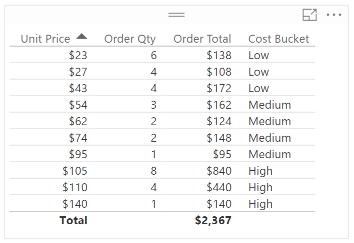 Unit Price Order Qty Order Total Cost Bucket
$23 6 $138 Low
$27 4 $108 Low
$43 4 $172 Low
$54 3 $162 Medium
$62 2 $124 Medium
$74 2 $148 Medium
$95 1 $95 Medium
$105 8 $840 High
$110 4 $440 High
$140 1 $140 High
Total $2,367